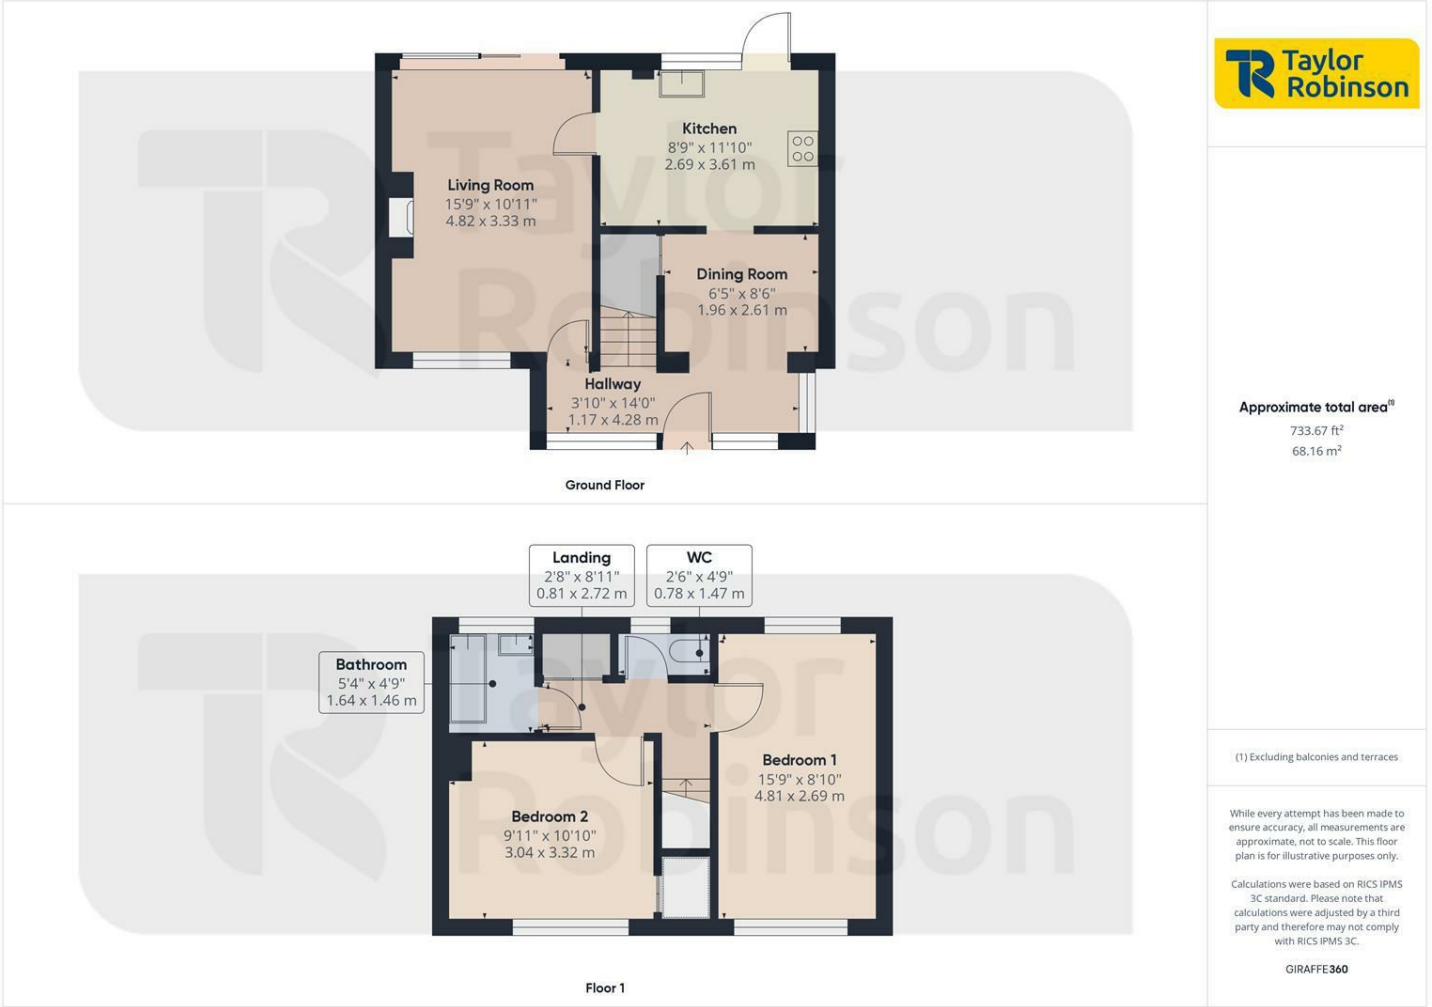 Taylor
Robinson
Kitchen
8'9" x 11'10"
2.69 x 3.61 m
Living Room
15'9" x 10'11"
4.82 x 3.33 m
Dining Room
6'5" x 8'6"
1.96 x 2.61 m
Hallway
3'10" x 14'0"
1.17 x 4.28 m
Ground Floor
Taylor
Robinson
Landing
2'8" x 8'11"
0.81 x 2.72 m
WC
2'6" x 4'9"
0.78 x 1.47 m
Bathroom
5'4" x 4'9"
1.64 x 1.46 m
Bedroom 1
15'9" x 8'10"
4.81 x 2.69 m
Bedroom 2
9'11" x 10'10"
3.04 x 3.32 m
Floor 1
Taylor
Robinson
Approximate total area(1)
733.67 ft²
68.16 m²
(1) Excluding balconies and terraces
While every attempt has been made to
ensure accuracy, all measurements are
approximate, not to scale. This floor
plan is for illustrative purposes only.
Calculations were based on RICS IPMS
3C standard. Please note that
calculations were adjusted by a third
party and therefore may not comply
with RICS IPMS 3C.
GIRAFFE360